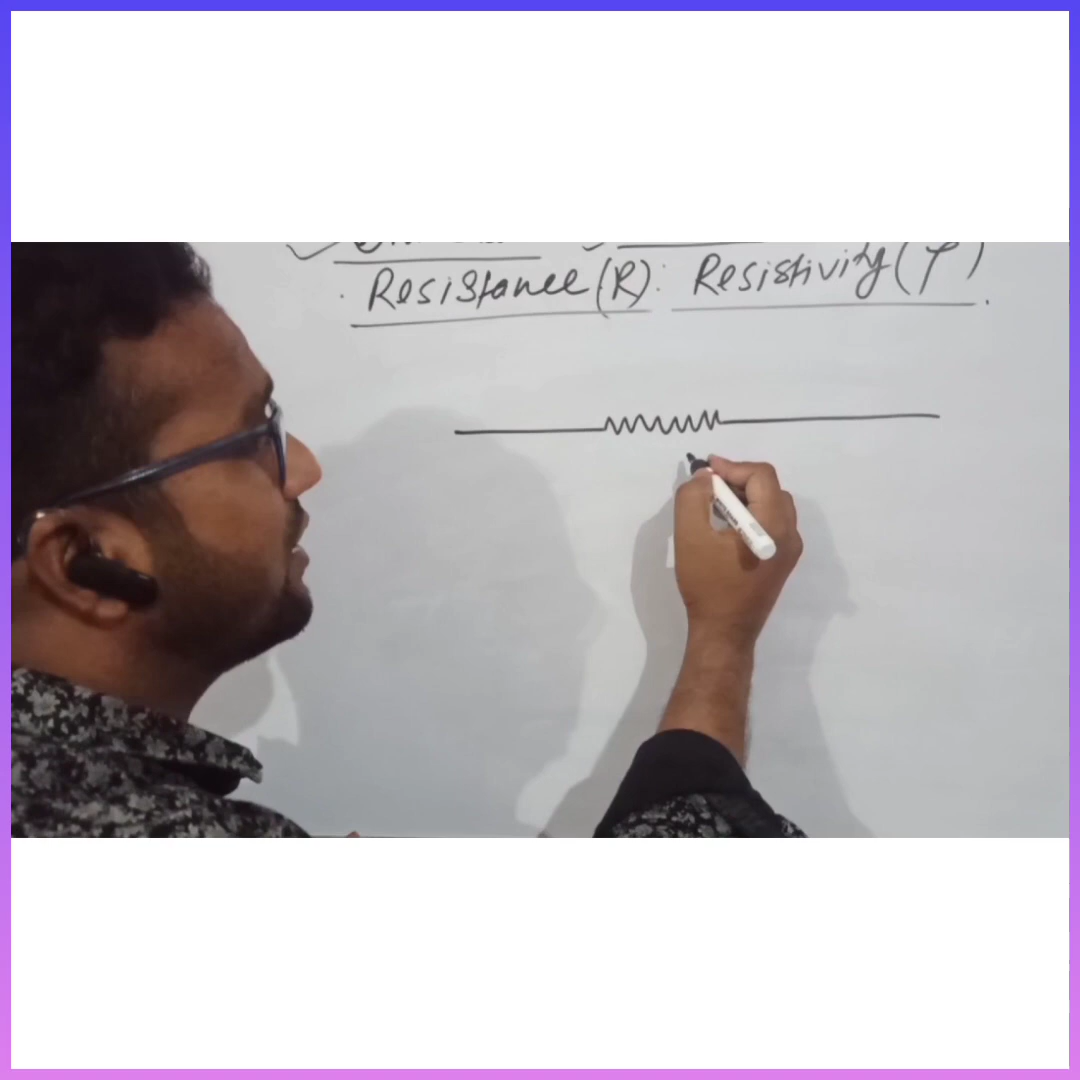 . Resistance (R): Resistivity (ρ).